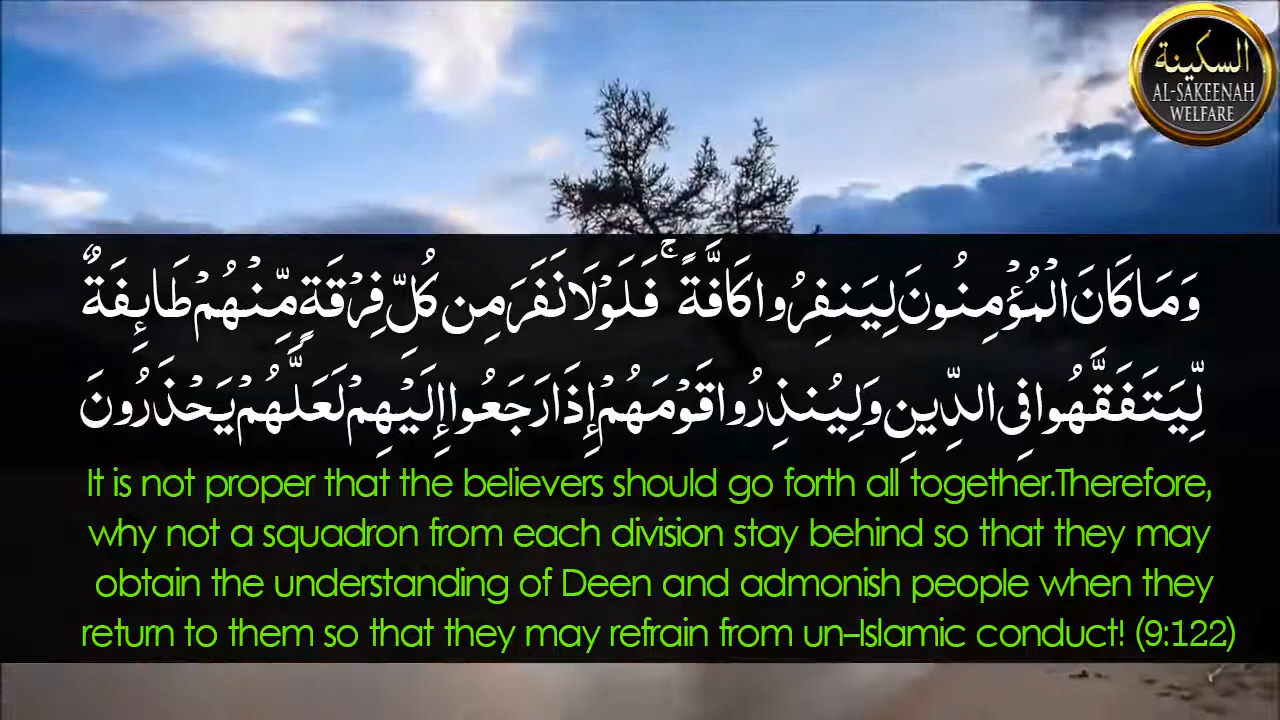 السكينة
AL-SAKEENAH
WELFARE
وَمَا كَانَ الْمُؤْمِنُونَ لِيَنفِرُوا كَافَّةً ۚ فَلَوْلَا نَفَرَ مِن كُلِّ فِرْقَةٍ مِّنْهُمْ طَائِفَةٌ
لِّيَتَفَقَّهُوا فِي الدِّينِ وَلِيُنذِرُوا قَوْمَهُمْ إِذَا رَجَعُوا إِلَيْهِمْ لَعَلَّهُمْ يَحْذَرُونَ
It is not proper that the believers should go forth all together.Therefore,
why not a squadron from each division stay behind so that they may
obtain the understanding of Deen and admonish people when they
return to them so that they may refrain from un-Islamic conduct! (9:122)